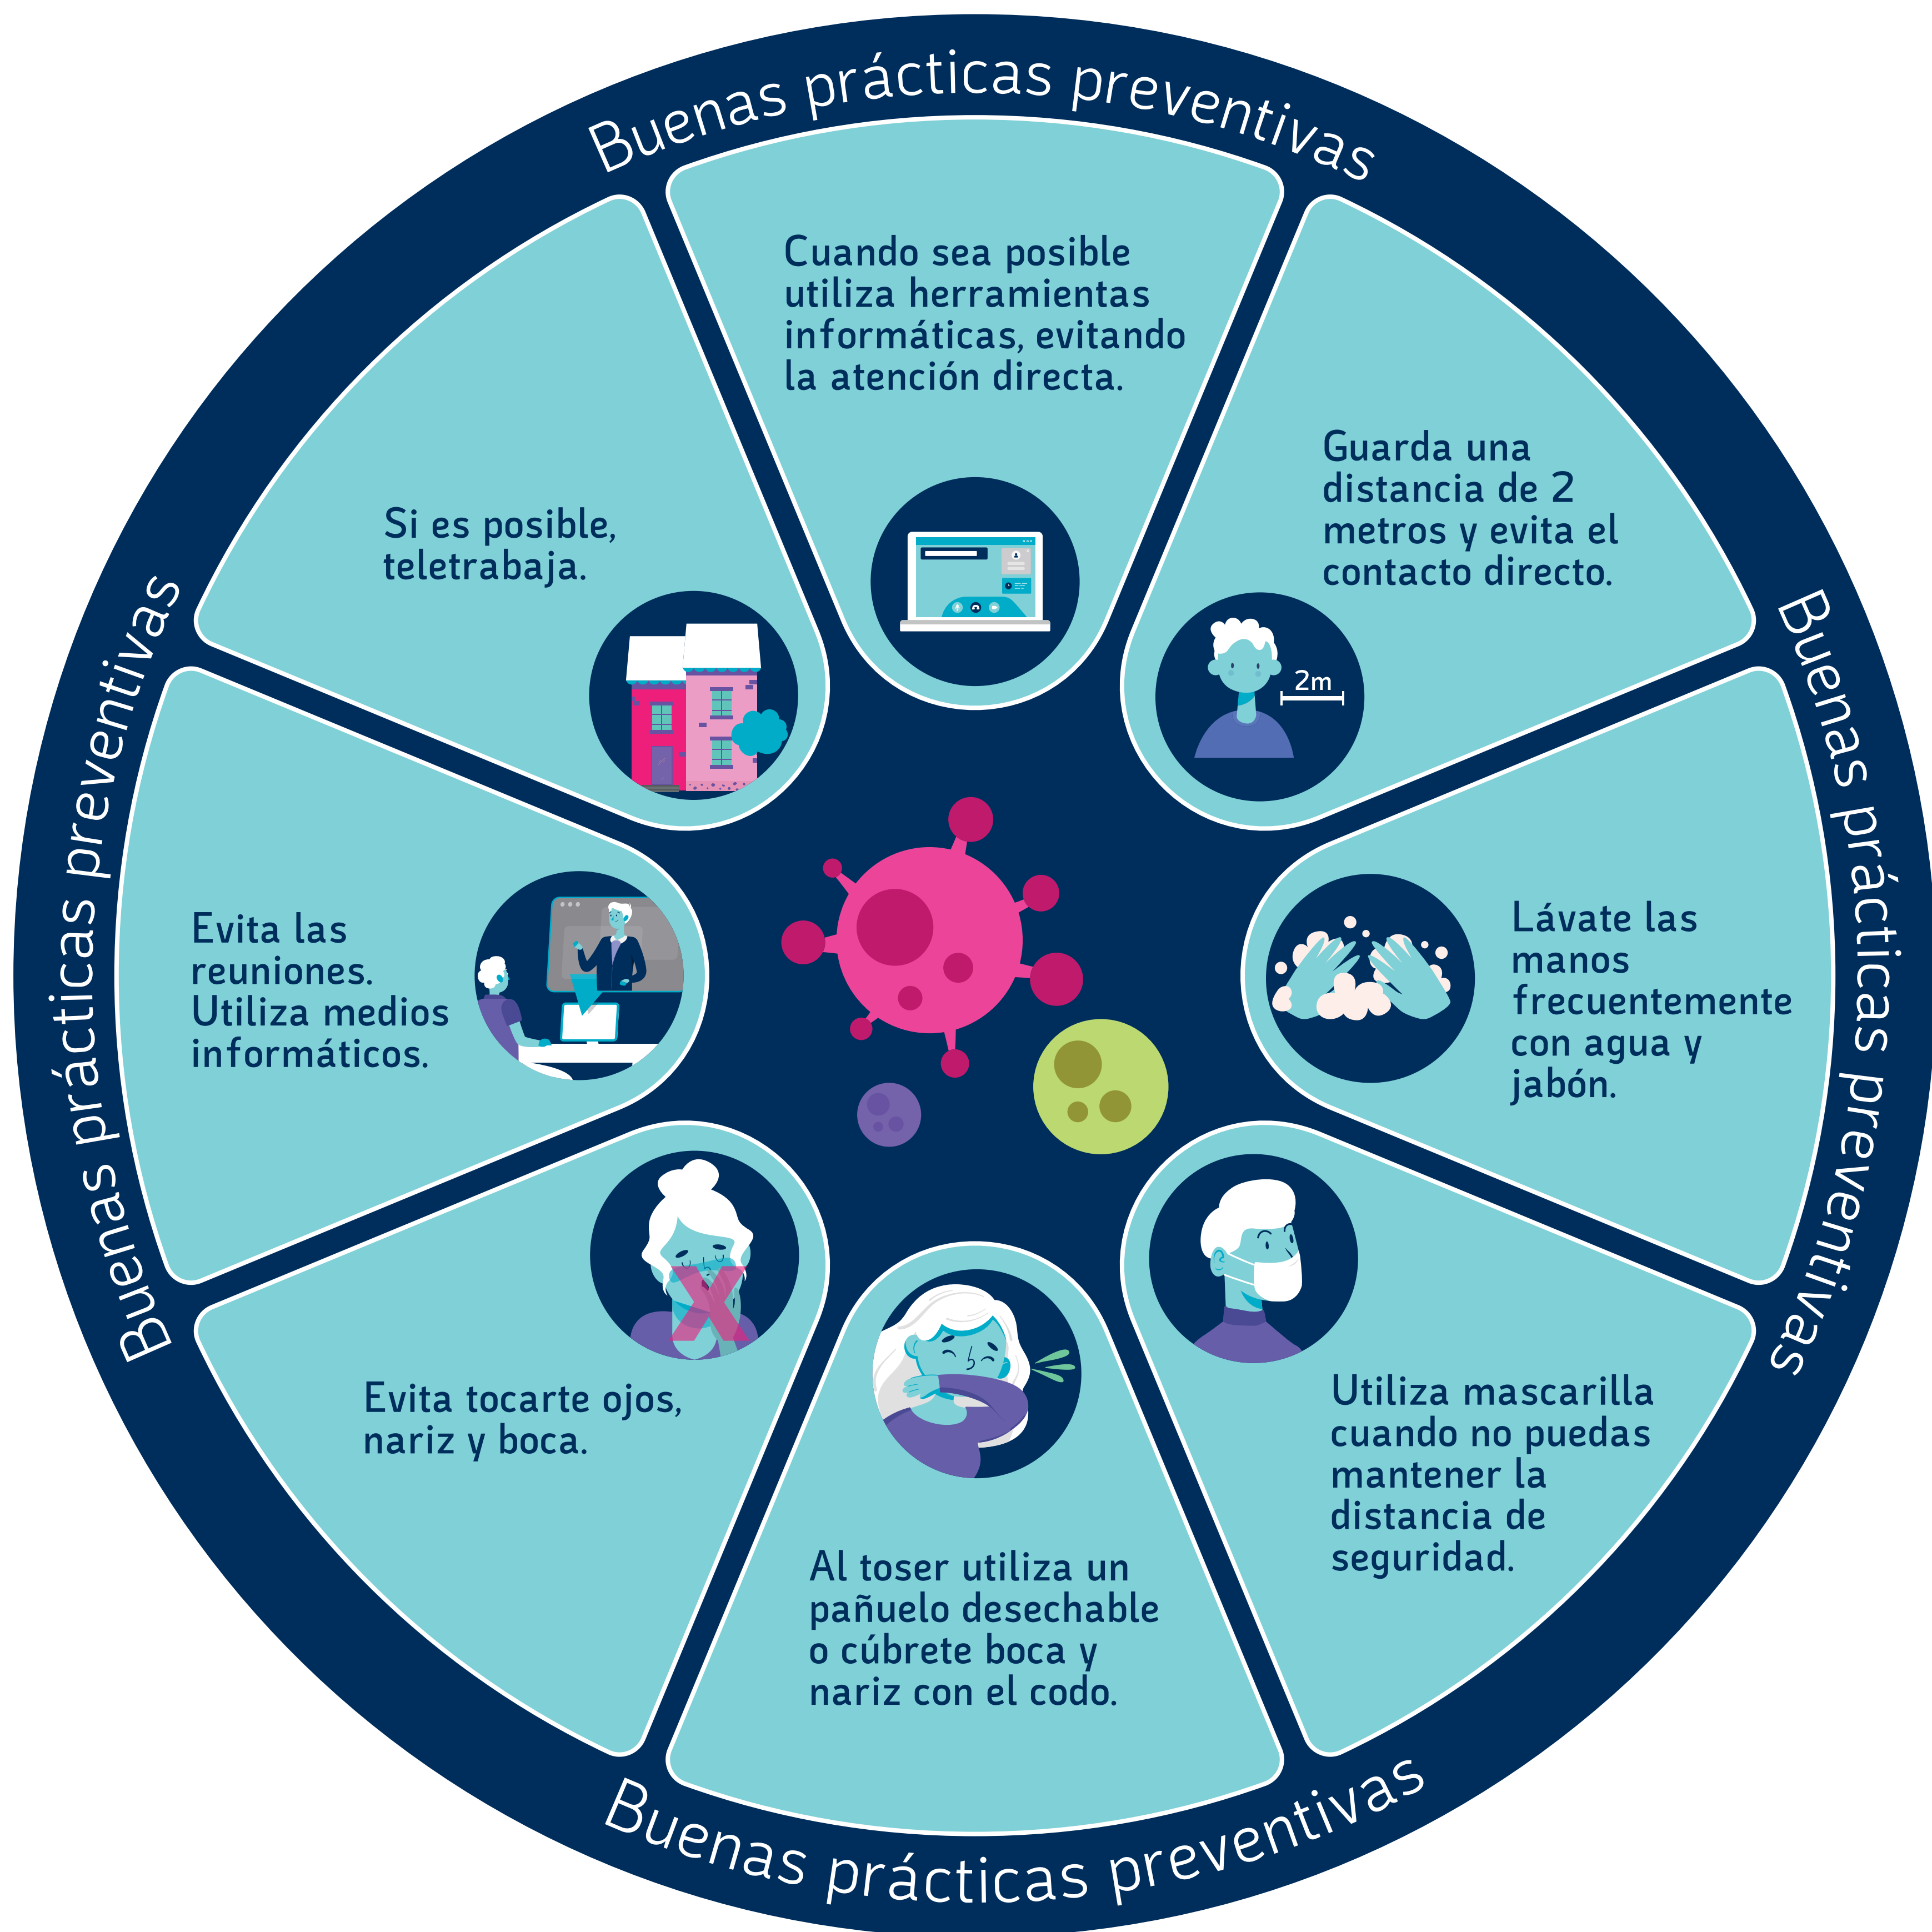 Buenas prácticas preventivas
Cuando sea posible
utiliza herramientas
informáticas, evitando
la atención directa.
Guarda una
distancia de 2
metros y evita el
contacto directo.
2m
Buenas prácticas preventivas
Lávate las
manos
frecuentemente
con agua y
jabón.
Utiliza mascarilla
cuando no puedas
mantener la
distancia de
seguridad.
Al toser utiliza un
pañuelo desechable
o cúbrete boca y
nariz con el codo.
Buenas prácticas preventivas
Evita tocarte ojos,
nariz y boca.
X
Evita las
reuniones.
Utiliza medios
informáticos.
Buenas prácticas preventivas
Si es posible,
teletrabaja.